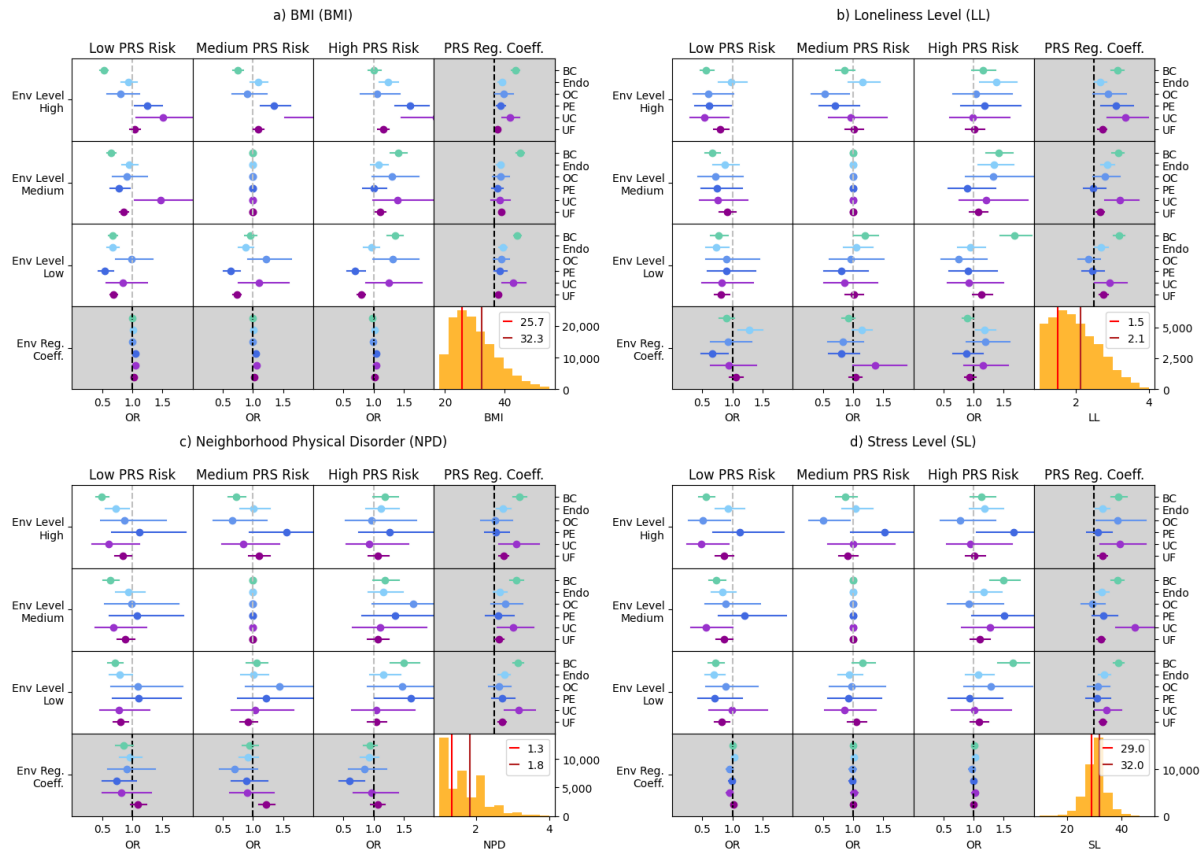 a) BMI (BMI)
Low PRS Risk Medium PRS Risk High PRS Risk PRS Reg. Coeff.
Env Level
High
BC
Endo
OC
PE
UC
UF
Env Level
Medium
BC
Endo
OC
PE
UC
UF
Env Level
Low
BC
Endo
OC
PE
UC
UF
Env Reg.
Coeff.
25.7
32.3
20,000
10,000
0
0.5 1.0 1.5 0.5 1.0 1.5 0.5 1.0 1.5 20 40
OR OR OR BMI
b) Loneliness Level (LL)
Low PRS Risk Medium PRS Risk High PRS Risk PRS Reg. Coeff.
Env Level
High
BC
Endo
OC
PE
UC
UF
Env Level
Medium
BC
Endo
OC
PE
UC
UF
Env Level
Low
BC
Endo
OC
PE
UC
UF
Env Reg.
Coeff.
1.5
2.1
5,000
2,500
0
0.5 1.0 1.5 0.5 1.0 1.5 0.5 1.0 1.5 2 4
OR OR OR LL
c) Neighborhood Physical Disorder (NPD)
Low PRS Risk Medium PRS Risk High PRS Risk PRS Reg. Coeff.
Env Level
High
BC
Endo
OC
PE
UC
UF
Env Level
Medium
BC
Endo
OC
PE
UC
UF
Env Level
Low
BC
Endo
OC
PE
UC
UF
Env Reg.
Coeff.
1.3
1.8
10,000
5,000
0
0.5 1.0 1.5 0.5 1.0 1.5 0.5 1.0 1.5 2 4
OR OR OR NPD
d) Stress Level (SL)
Low PRS Risk Medium PRS Risk High PRS Risk PRS Reg. Coeff.
Env Level
High
BC
Endo
OC
PE
UC
UF
Env Level
Medium
BC
Endo
OC
PE
UC
UF
Env Level
Low
BC
Endo
OC
PE
UC
UF
Env Reg.
Coeff.
29.0
32.0
10,000
0
0.5 1.0 1.5 0.5 1.0 1.5 0.5 1.0 1.5 20 40
OR OR OR SL